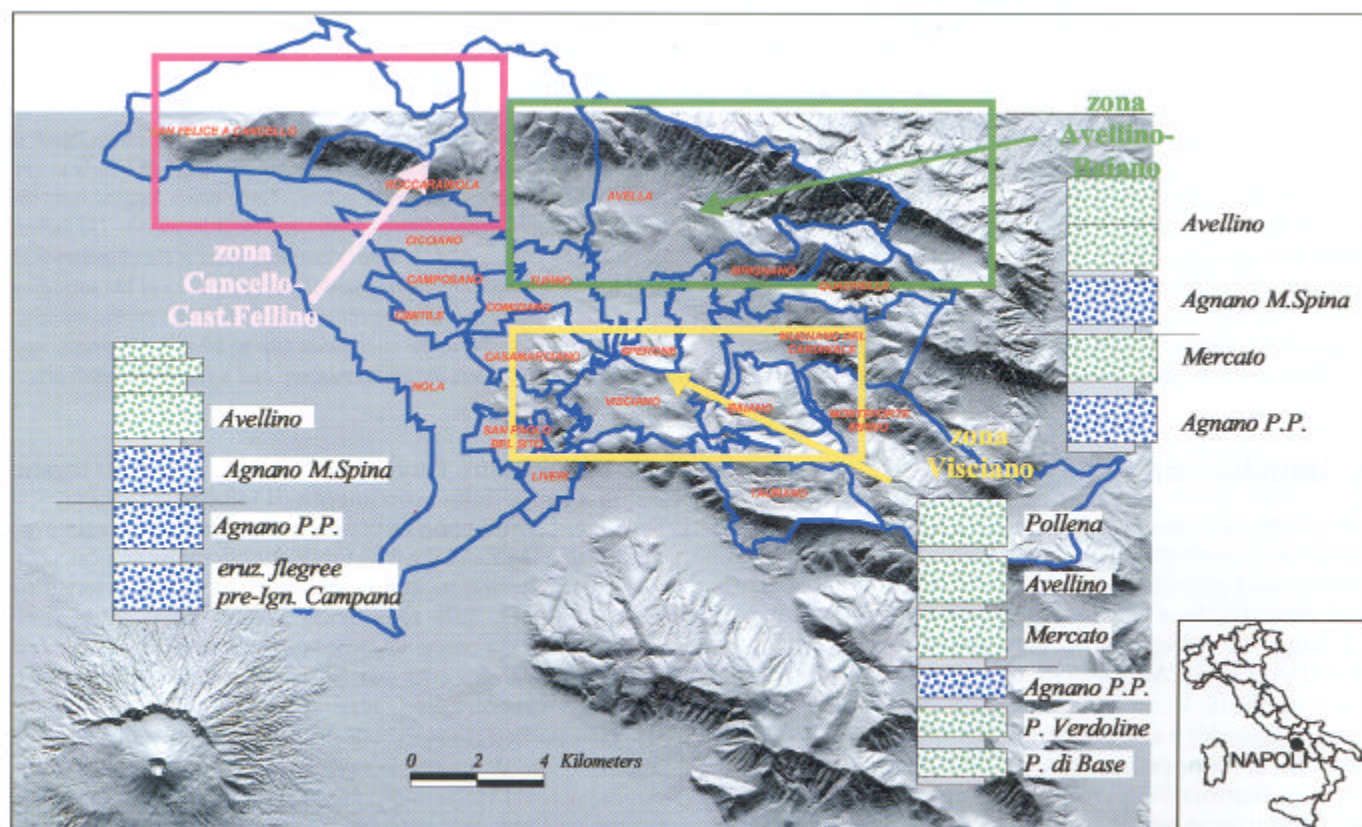 zona
Avellino-
Baiano
SAN FELICE A CANCELLO
ROCCARAINOLA
AVELLA
zona
Cancello-
Cast.Fellino
CICCIANO
CAMPOSANO
TUFINO
COMIZIANO
CIMITILE
SIRIGNANO
QUADRELLE
CASAMARCIANO
SPERONE
MUGNANO DEL
CARDINALE
NOLA
VISCIANO
BAIANO
MONTEFORTE
IRPINO
SAN PAOLO
BEL SITO
LIVERI
TAURANO
zona
Visciano
Avellino
Agnano M.Spina
Mercato
Agnano P.P.
Avellino
Agnano M.Spina
Agnano P.P.
eruz. flegree
pre-Ign. Campana
Pollena
Avellino
Mercato
Agnano P.P.
P. Verdoline
P. di Base
0 2 4 Kilometers
NAPOLI